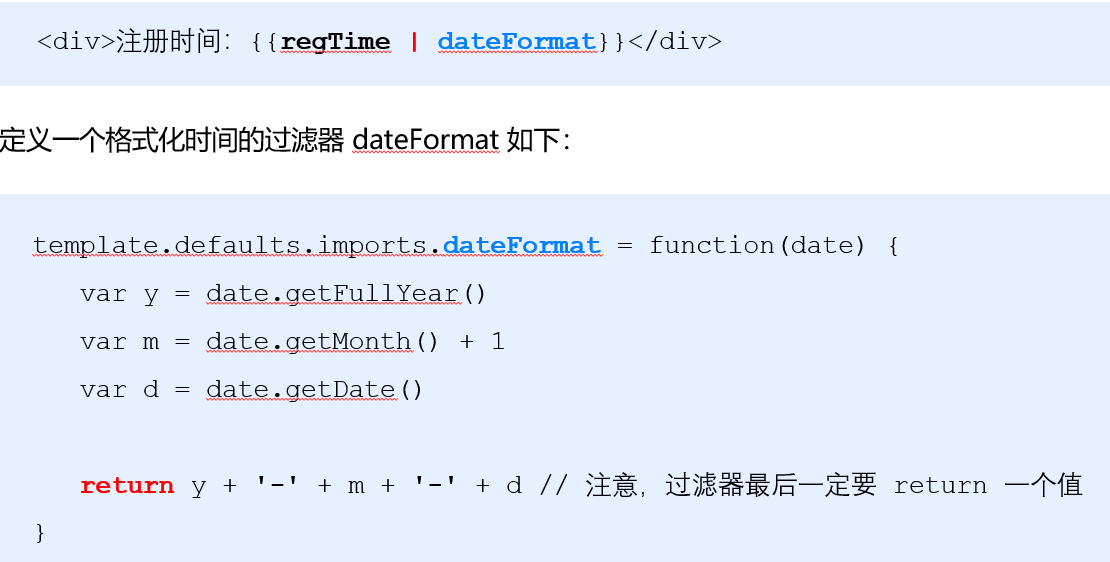 <div>注册时间：{{regTime | dateFormat}}</div>
定义一个格式化时间的过滤器 dateFormat 如下：
template.defaults.imports.dateFormat = function(date) {
var y = date.getFullYear()
var m = date.getMonth() + 1
var d = date.getDate()
return y + '-' + m + '-' + d // 注意，过滤器最后一定要 return 一个值
}